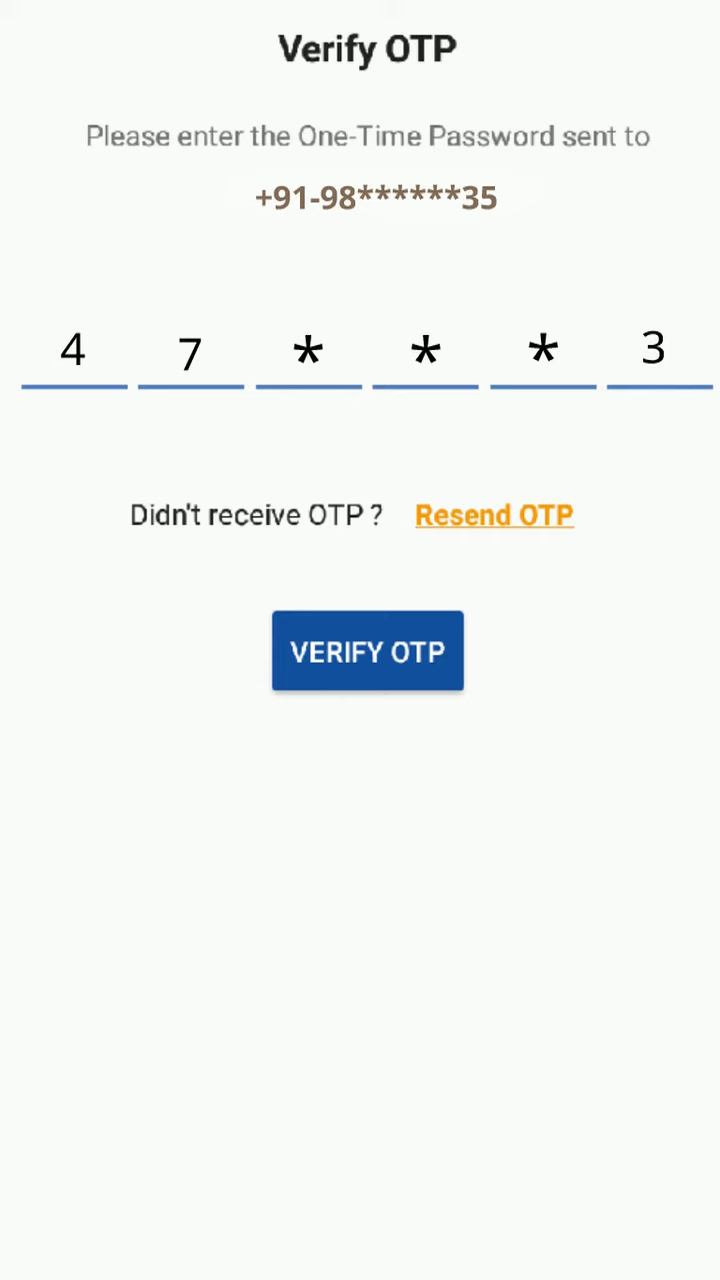 Verify OTP
Please enter the One-Time Password sent to
+91-98******35
4 7 * * * 3
Didn't receive OTP ? Resend OTP
VERIFY OTP